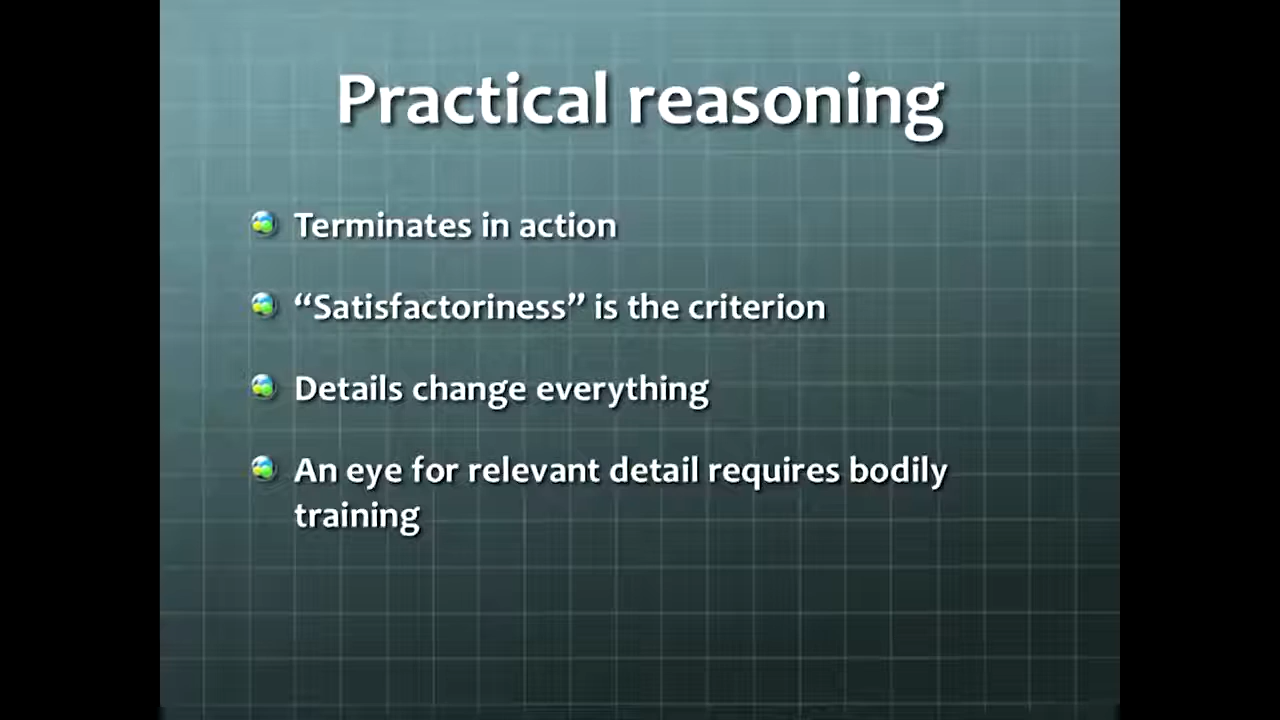 Practical reasoning
Terminates in action
“Satisfactoriness” is the criterion
Details change everything
An eye for relevant detail requires bodily
training